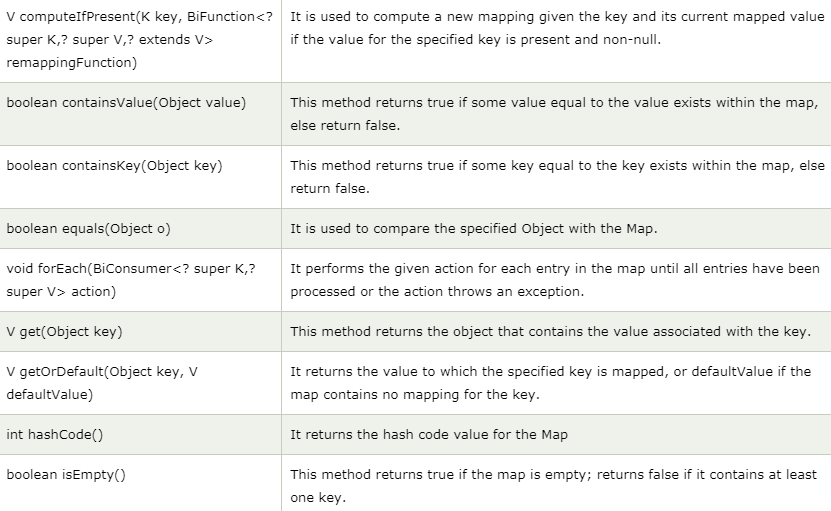 V computeIfPresent(K key, BiFunction<?
super K,? super V,? extends V>
remappingFunction)
It is used to compute a new mapping given the key and its current mapped value
if the value for the specified key is present and non-null.
boolean containsValue(Object value)
This method returns true if some value equal to the value exists within the map,
else return false.
boolean containsKey(Object key)
This method returns true if some key equal to the key exists within the map, else
return false.
boolean equals(Object o)
It is used to compare the specified Object with the Map.
void forEach(BiConsumer<? super K,?
super V> action)
It performs the given action for each entry in the map until all entries have been
processed or the action throws an exception.
V get(Object key)
This method returns the object that contains the value associated with the key.
V getOrDefault(Object key, V
defaultValue)
It returns the value to which the specified key is mapped, or defaultValue if the
map contains no mapping for the key.
int hashCode()
It returns the hash code value for the Map
boolean isEmpty()
This method returns true if the map is empty; returns false if it contains at least
one key.